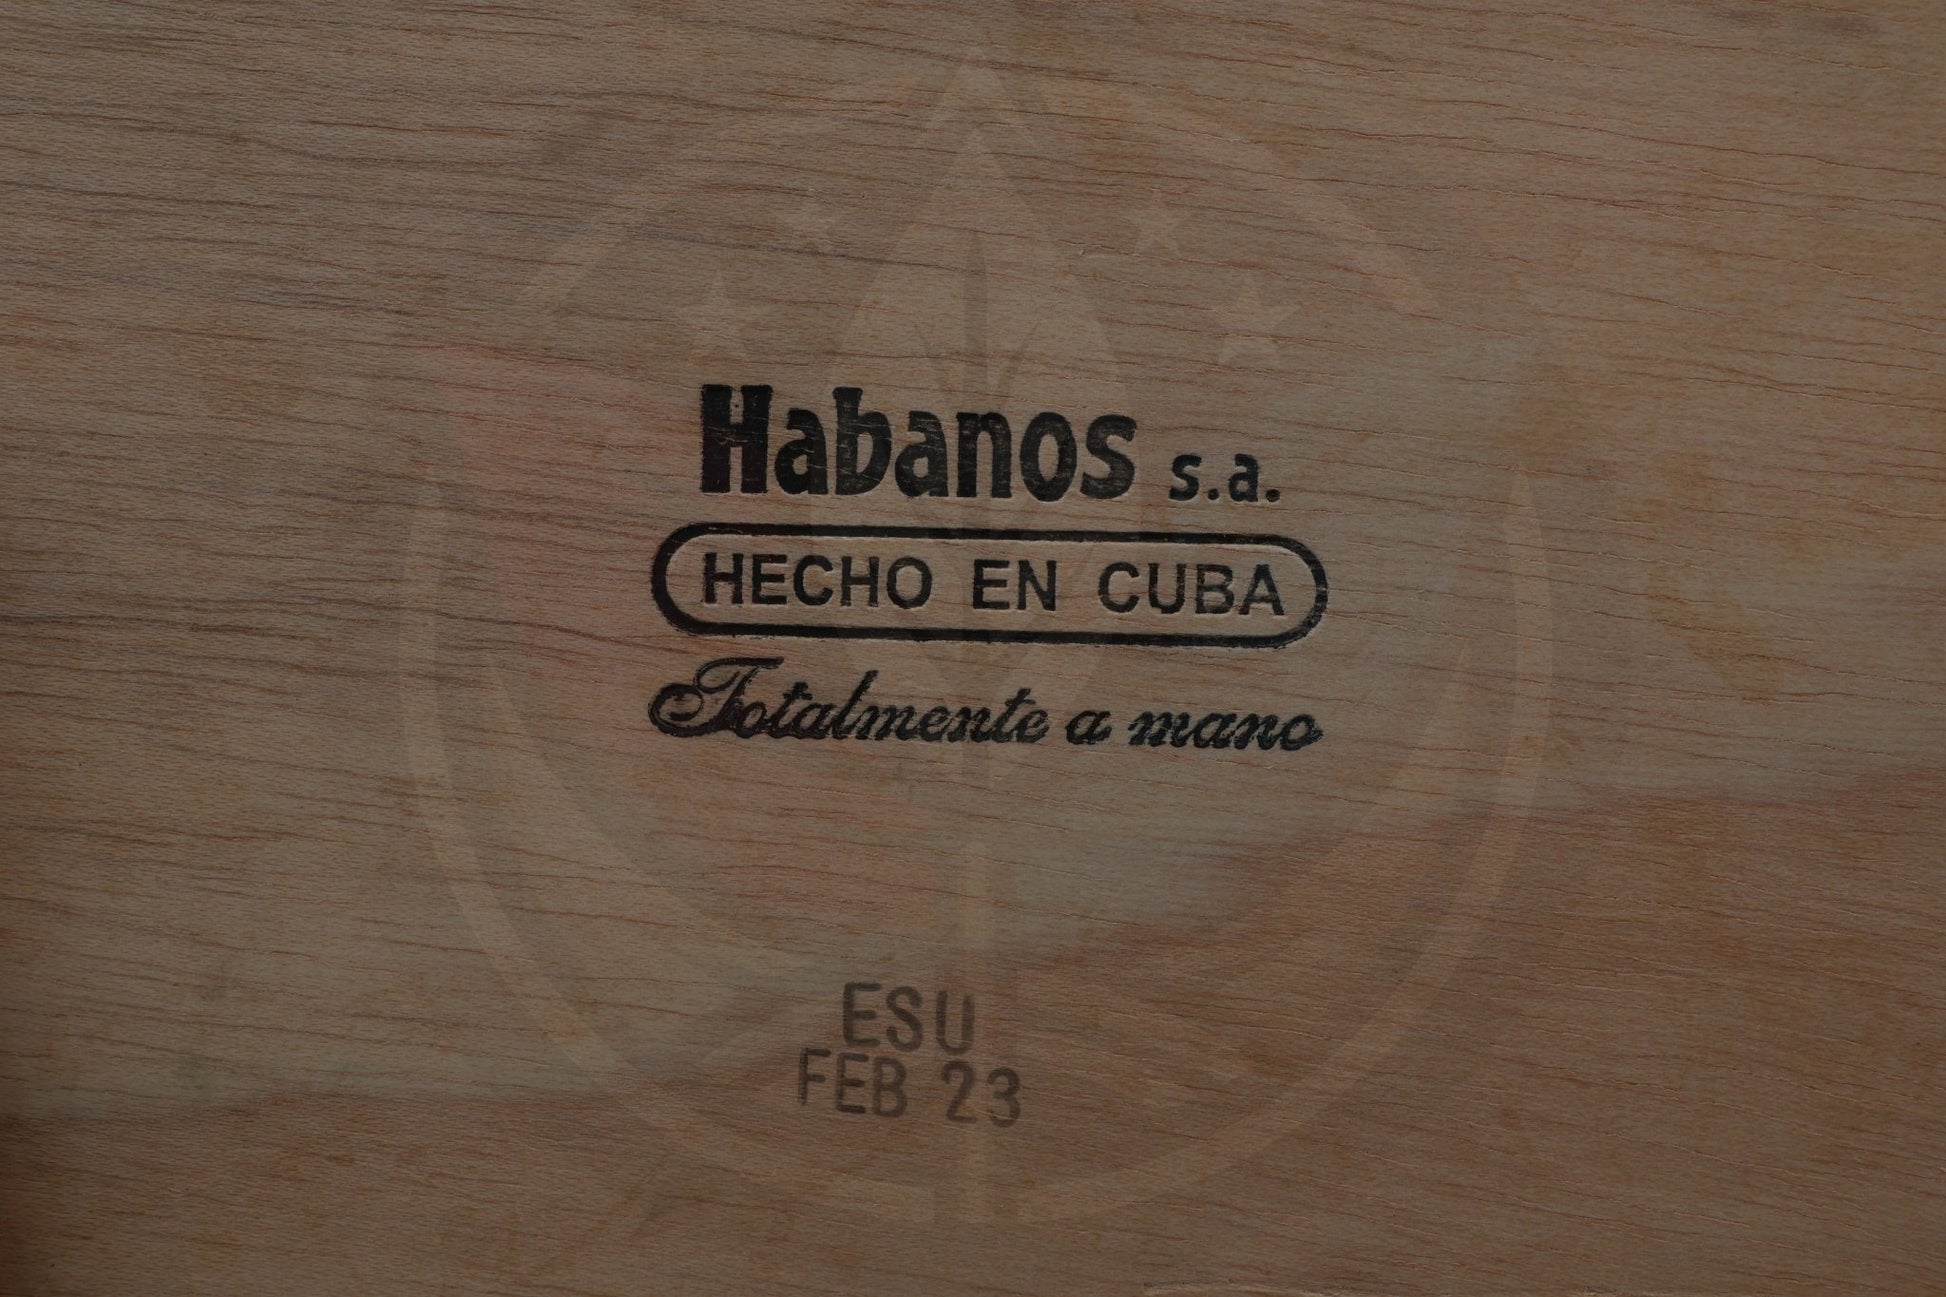 Habanos s.a.
HECHO EN CUBA
Totalmente a mano
ESU
FEB 23